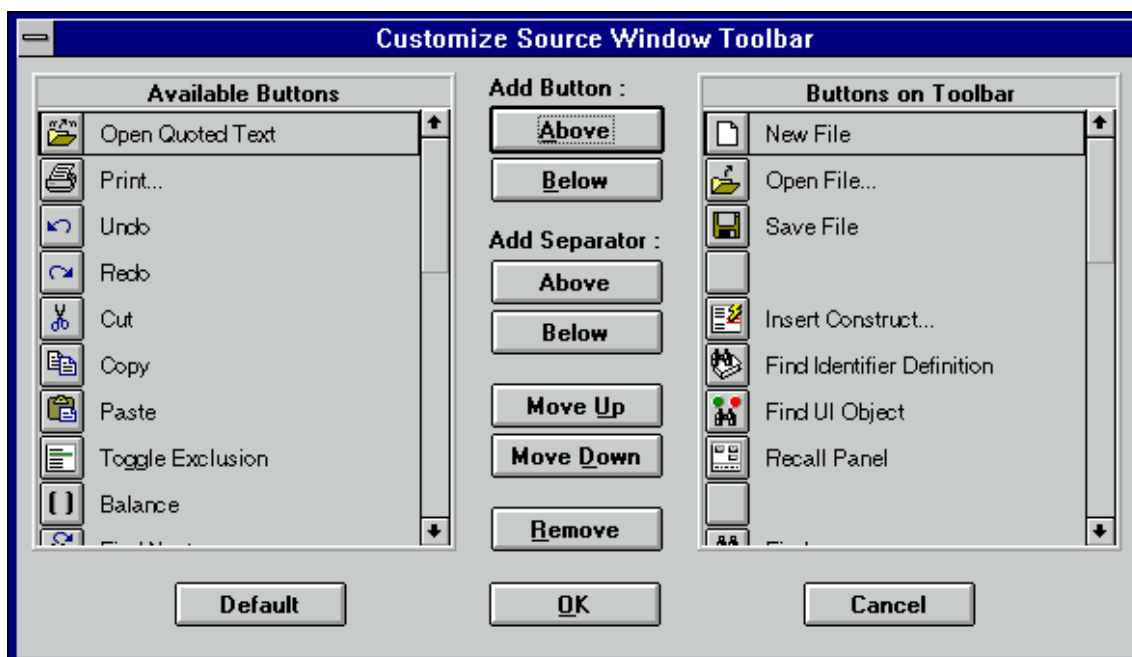 Customize Source Window Toolbar
Available Buttons
Open Quoted Text
Print...
Undo
Redo
Cut
Copy
Paste
Toggle Exclusion
Balance
Add Button :
Above
Below
Add Separator :
Above
Below
Move Up
Move Down
Remove
Buttons on Toolbar
New File
Open File...
Save File
Insert Construct...
Find Identifier Definition
Find UI Object
Recall Panel
Default
OK
Cancel